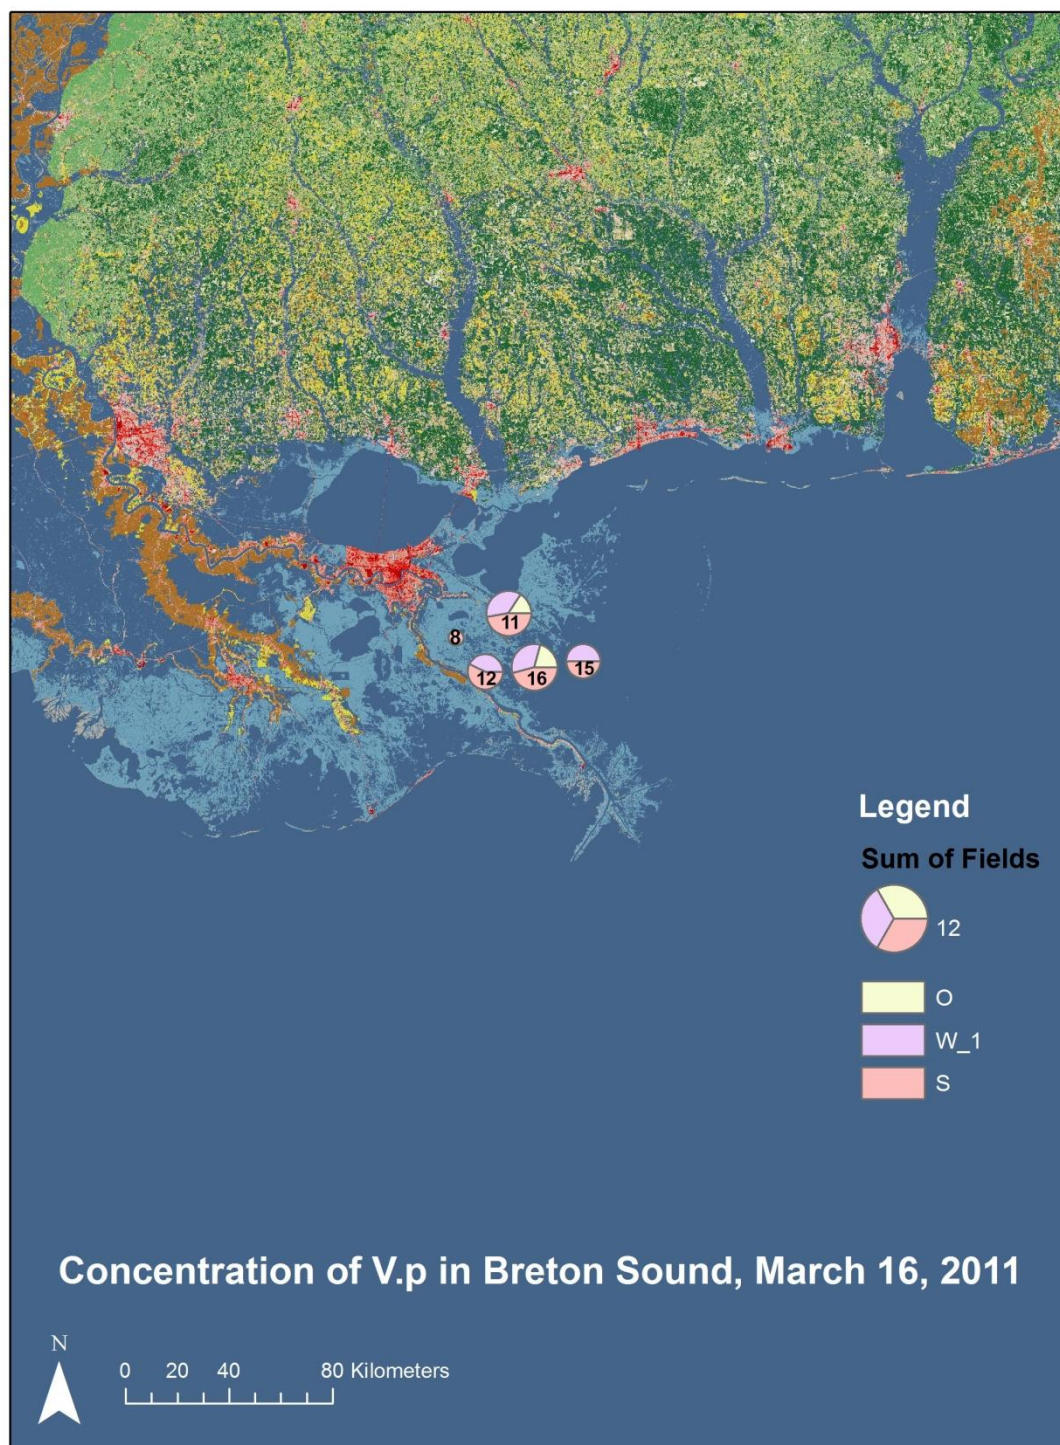 11
8
12
16
15
Legend
Sum of Fields
12
O
W_1
S
Concentration of V.p in Breton Sound, March 16, 2011
N
0 20 40 80 Kilometers